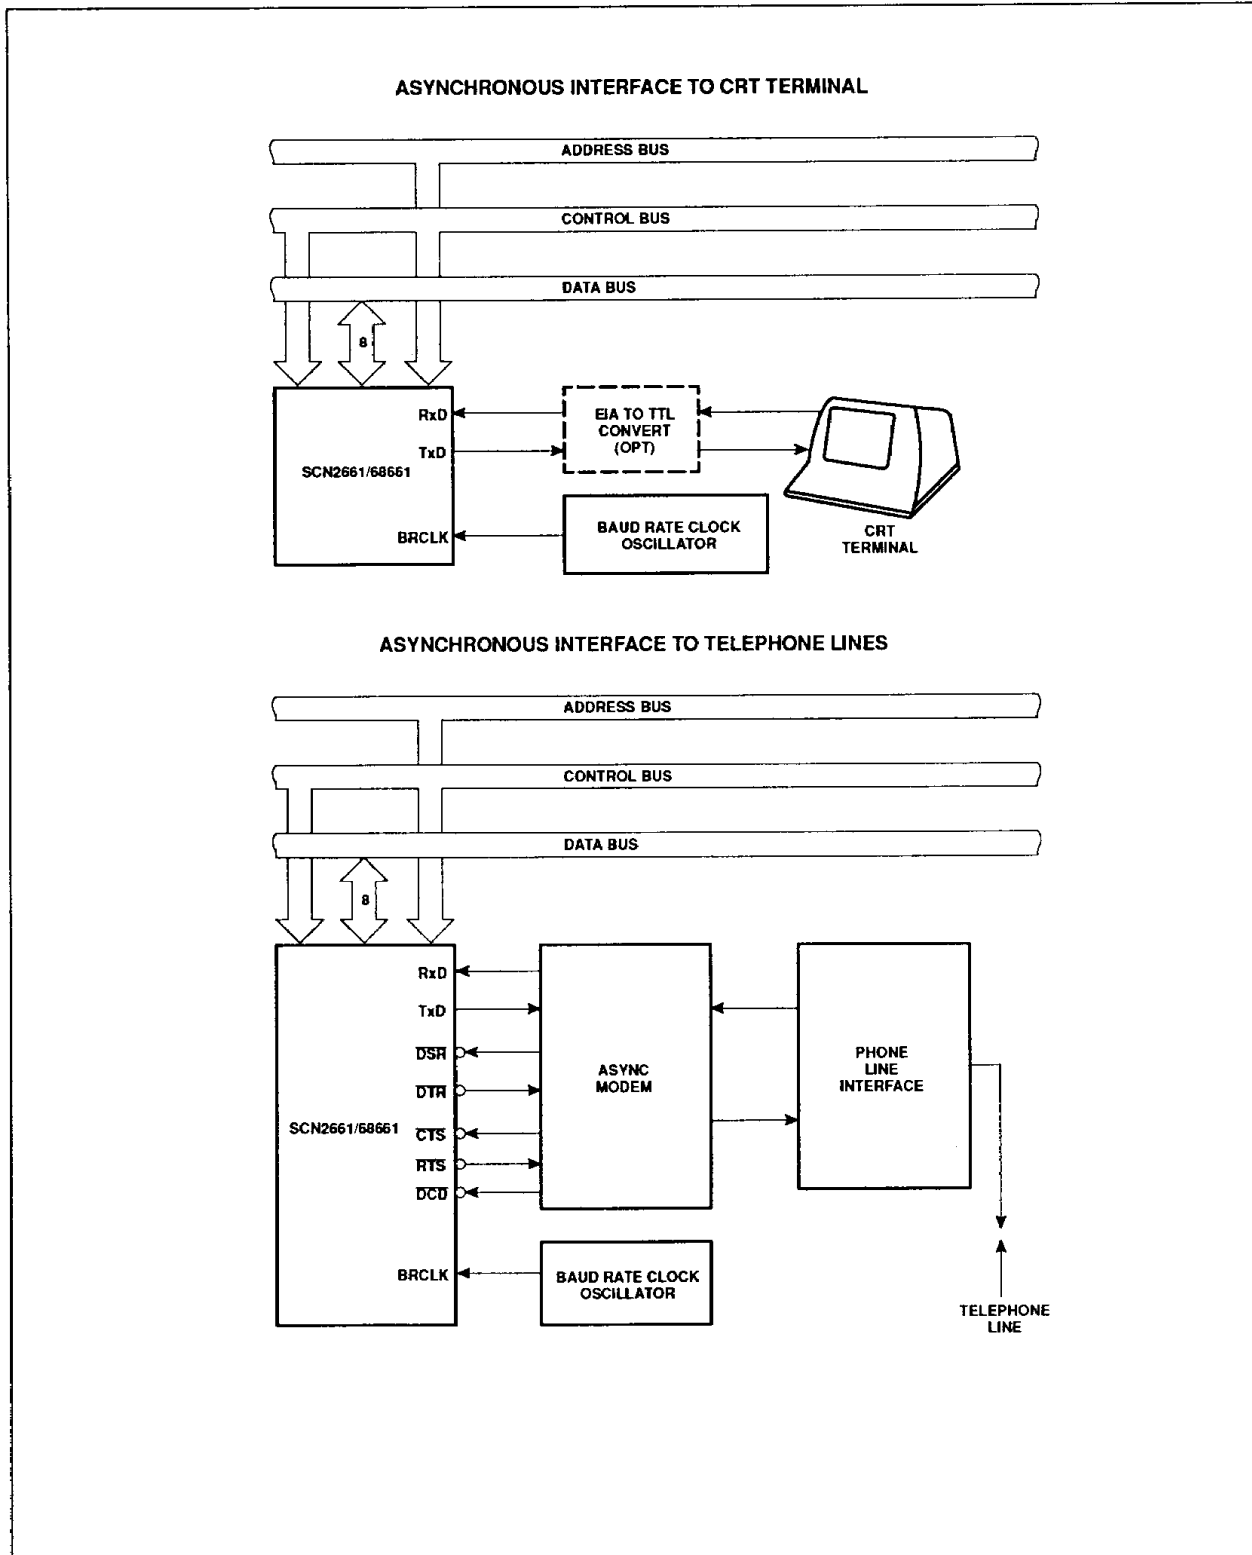 ASYNCHRONOUS INTERFACE TO CRT TERMINAL
ADDRESS BUS
CONTROL BUS
DATA BUS
8
RxD
TxD
SCN2661/68661
BRCLK
EIA TO TTL
CONVERT
(OPT)
BAUD RATE CLOCK
OSCILLATOR
CRT
TERMINAL
ASYNCHRONOUS INTERFACE TO TELEPHONE LINES
ADDRESS BUS
CONTROL BUS
DATA BUS
8
RxD
TxD
DSR
DTR
SCN2661/68661
CTS
RTS
DCD
BRCLK
ASYNC
MODEM
BAUD RATE CLOCK
OSCILLATOR
PHONE
LINE
INTERFACE
TELEPHONE
LINE